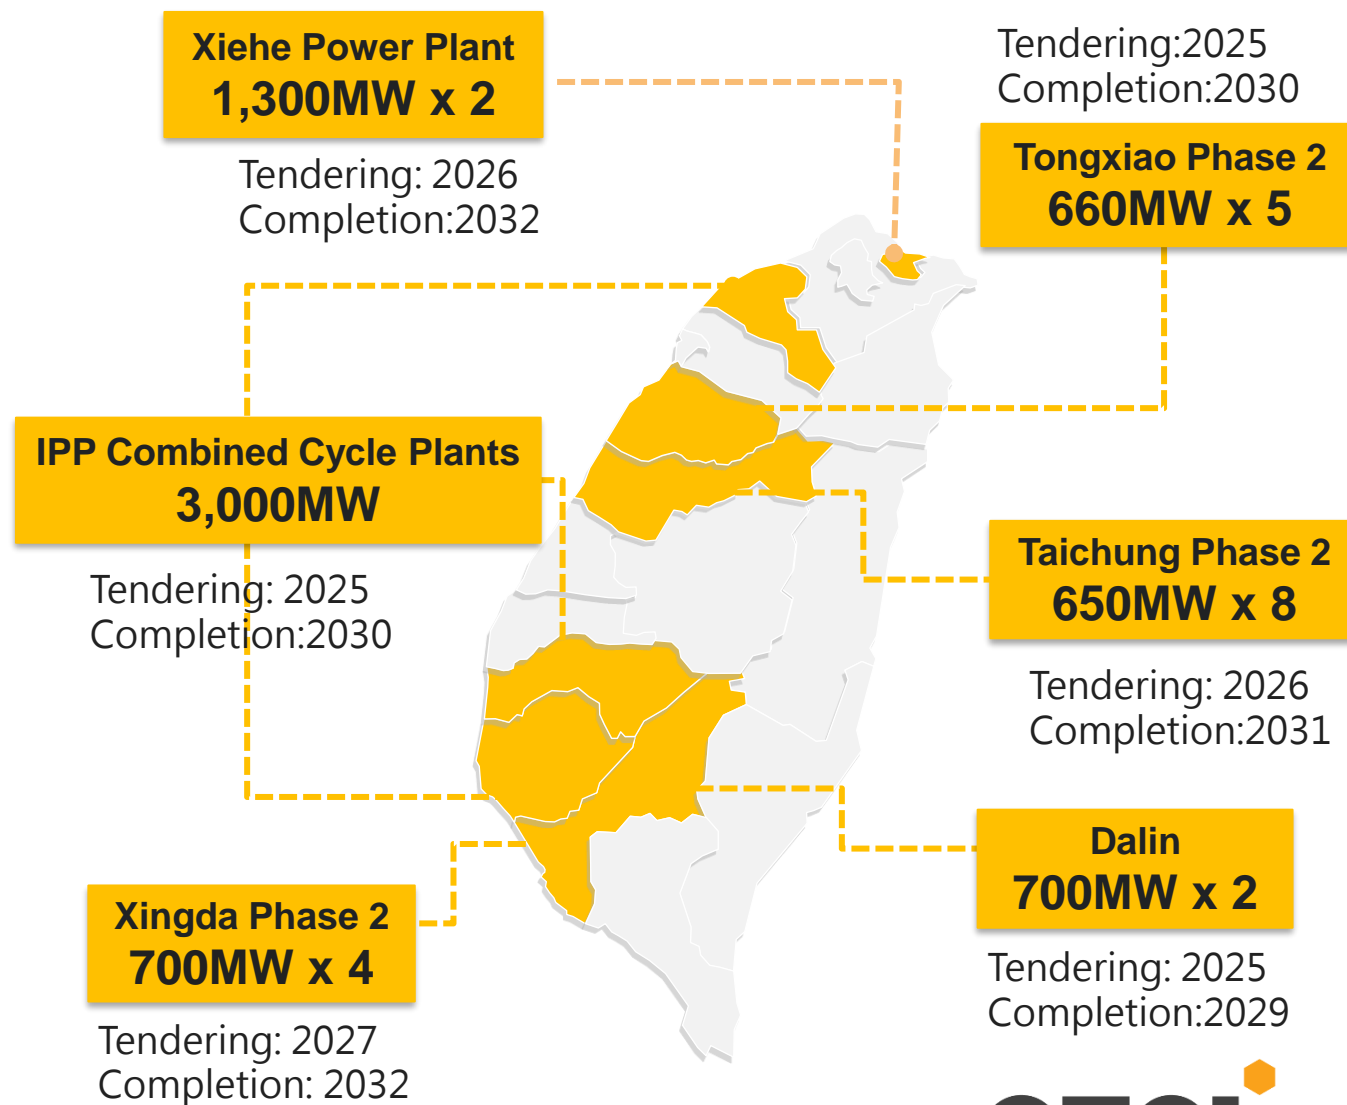 Xiehe Power Plant
1,300MW x 2
Tendering: 2026
Completion:2032
Tendering:2025
Completion:2030
Tongxiao Phase 2
660MW x 5
IPP Combined Cycle Plants
3,000MW
Tendering: 2025
Completion:2030
Taichung Phase 2
650MW x 8
Tendering: 2026
Completion:2031
Dalin
700MW x 2
Tendering: 2025
Completion:2029
Xingda Phase 2
700MW x 4
Tendering: 2027
Completion: 2032